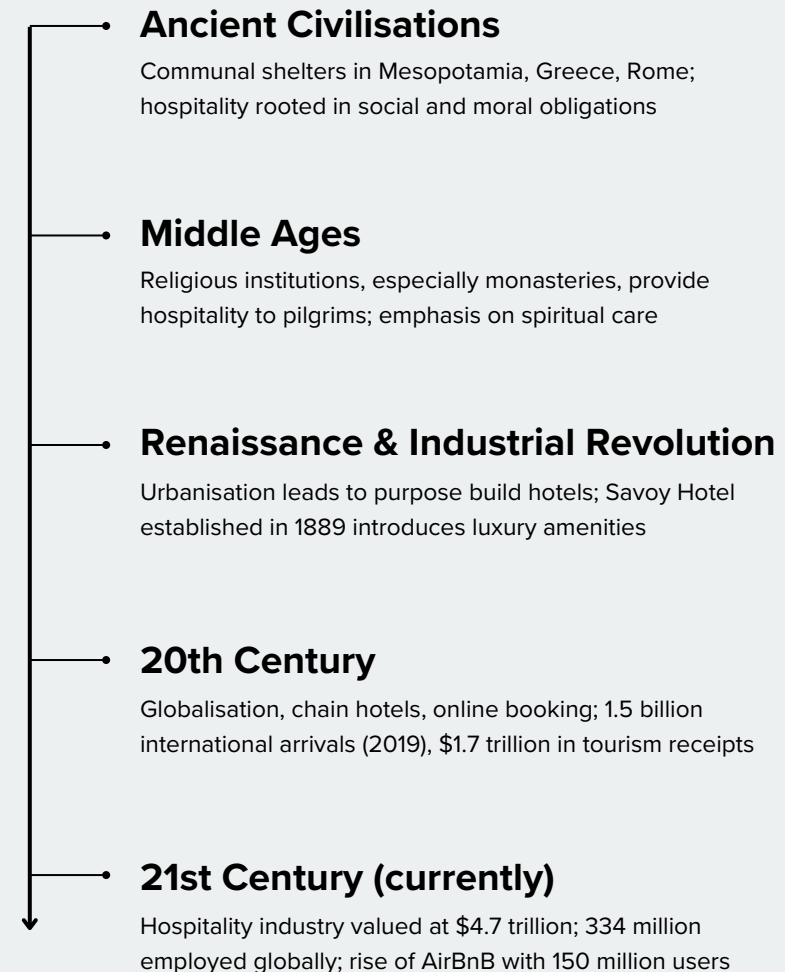 Ancient Civilisations
Communal shelters in Mesopotamia, Greece, Rome;
hospitality rooted in social and moral obligations
Middle Ages
Religious institutions, especially monasteries, provide
hospitality to pilgrims; emphasis on spiritual care
Renaissance & Industrial Revolution
Urbanisation leads to purpose build hotels; Savoy Hotel
established in 1889 introduces luxury amenities
20th Century
Globalisation, chain hotels, online booking; 1.5 billion
international arrivals (2019), $1.7 trillion in tourism receipts
21st Century (currently)
Hospitality industry valued at $4.7 trillion; 334 million
employed globally; rise of AirBnB with 150 million users